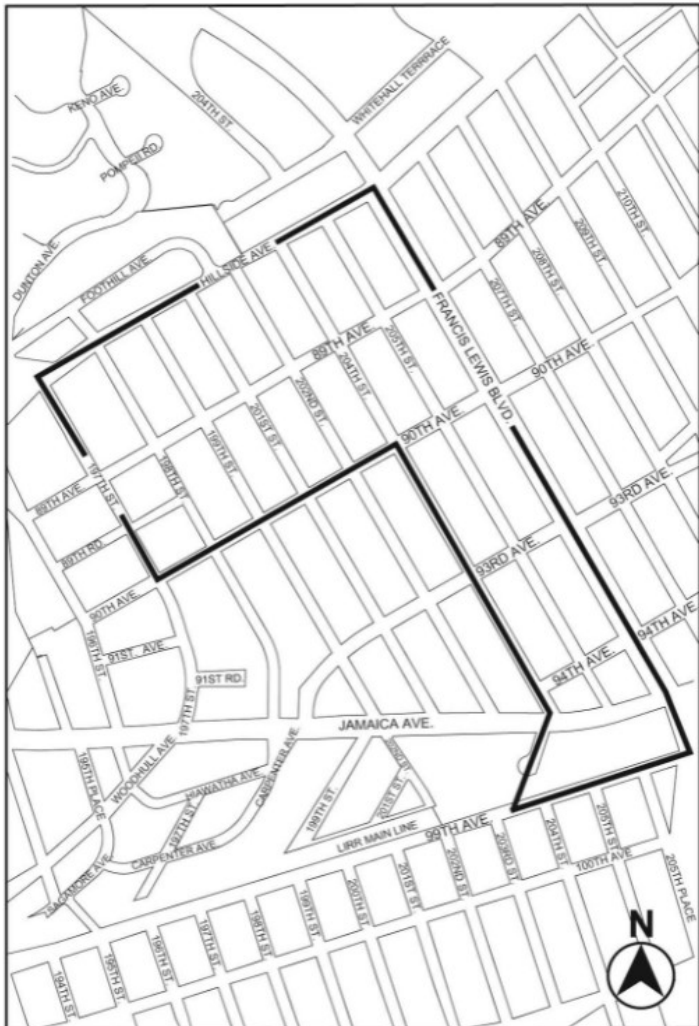 KENO AVE.
204TH ST.
WHITEHALL TERRRACE
POMPEII RD.
DUNTON AVE.
FOOTHILL AVE.
HILLSIDE AVE.
89TH AVE.
210TH ST.
209TH ST.
208TH ST.
207TH ST.
FRANCIS LEWIS BLVD.
89TH AVE.
205TH ST.
204TH ST.
202ND ST.
201ST ST.
199TH ST.
198TH ST.
197TH ST.
90TH AVE.
90TH AVE.
89TH AVE.
89TH RD.
90TH AVE.
93RD AVE.
93RD AVE.
196TH ST.
91ST. AVE
91ST RD.
197TH ST.
94TH AVE.
94TH AVE.
JAMAICA AVE.
195TH PLACE
WOODHULL AVE.
HIAWATHA AVE.
197TH ST.
CARPENTER AVE.
CARPENTER AVE.
199TH ST.
201ST ST.
LIRR MAIN LINE
99TH AVE.
100TH AVE
205TH PLACE
205TH ST.
204TH ST.
203RD ST.
202ND ST.
201ST ST.
200TH ST.
199TH ST.
198TH ST.
197TH ST.
196TH ST.
195TH ST.
194TH ST.
N